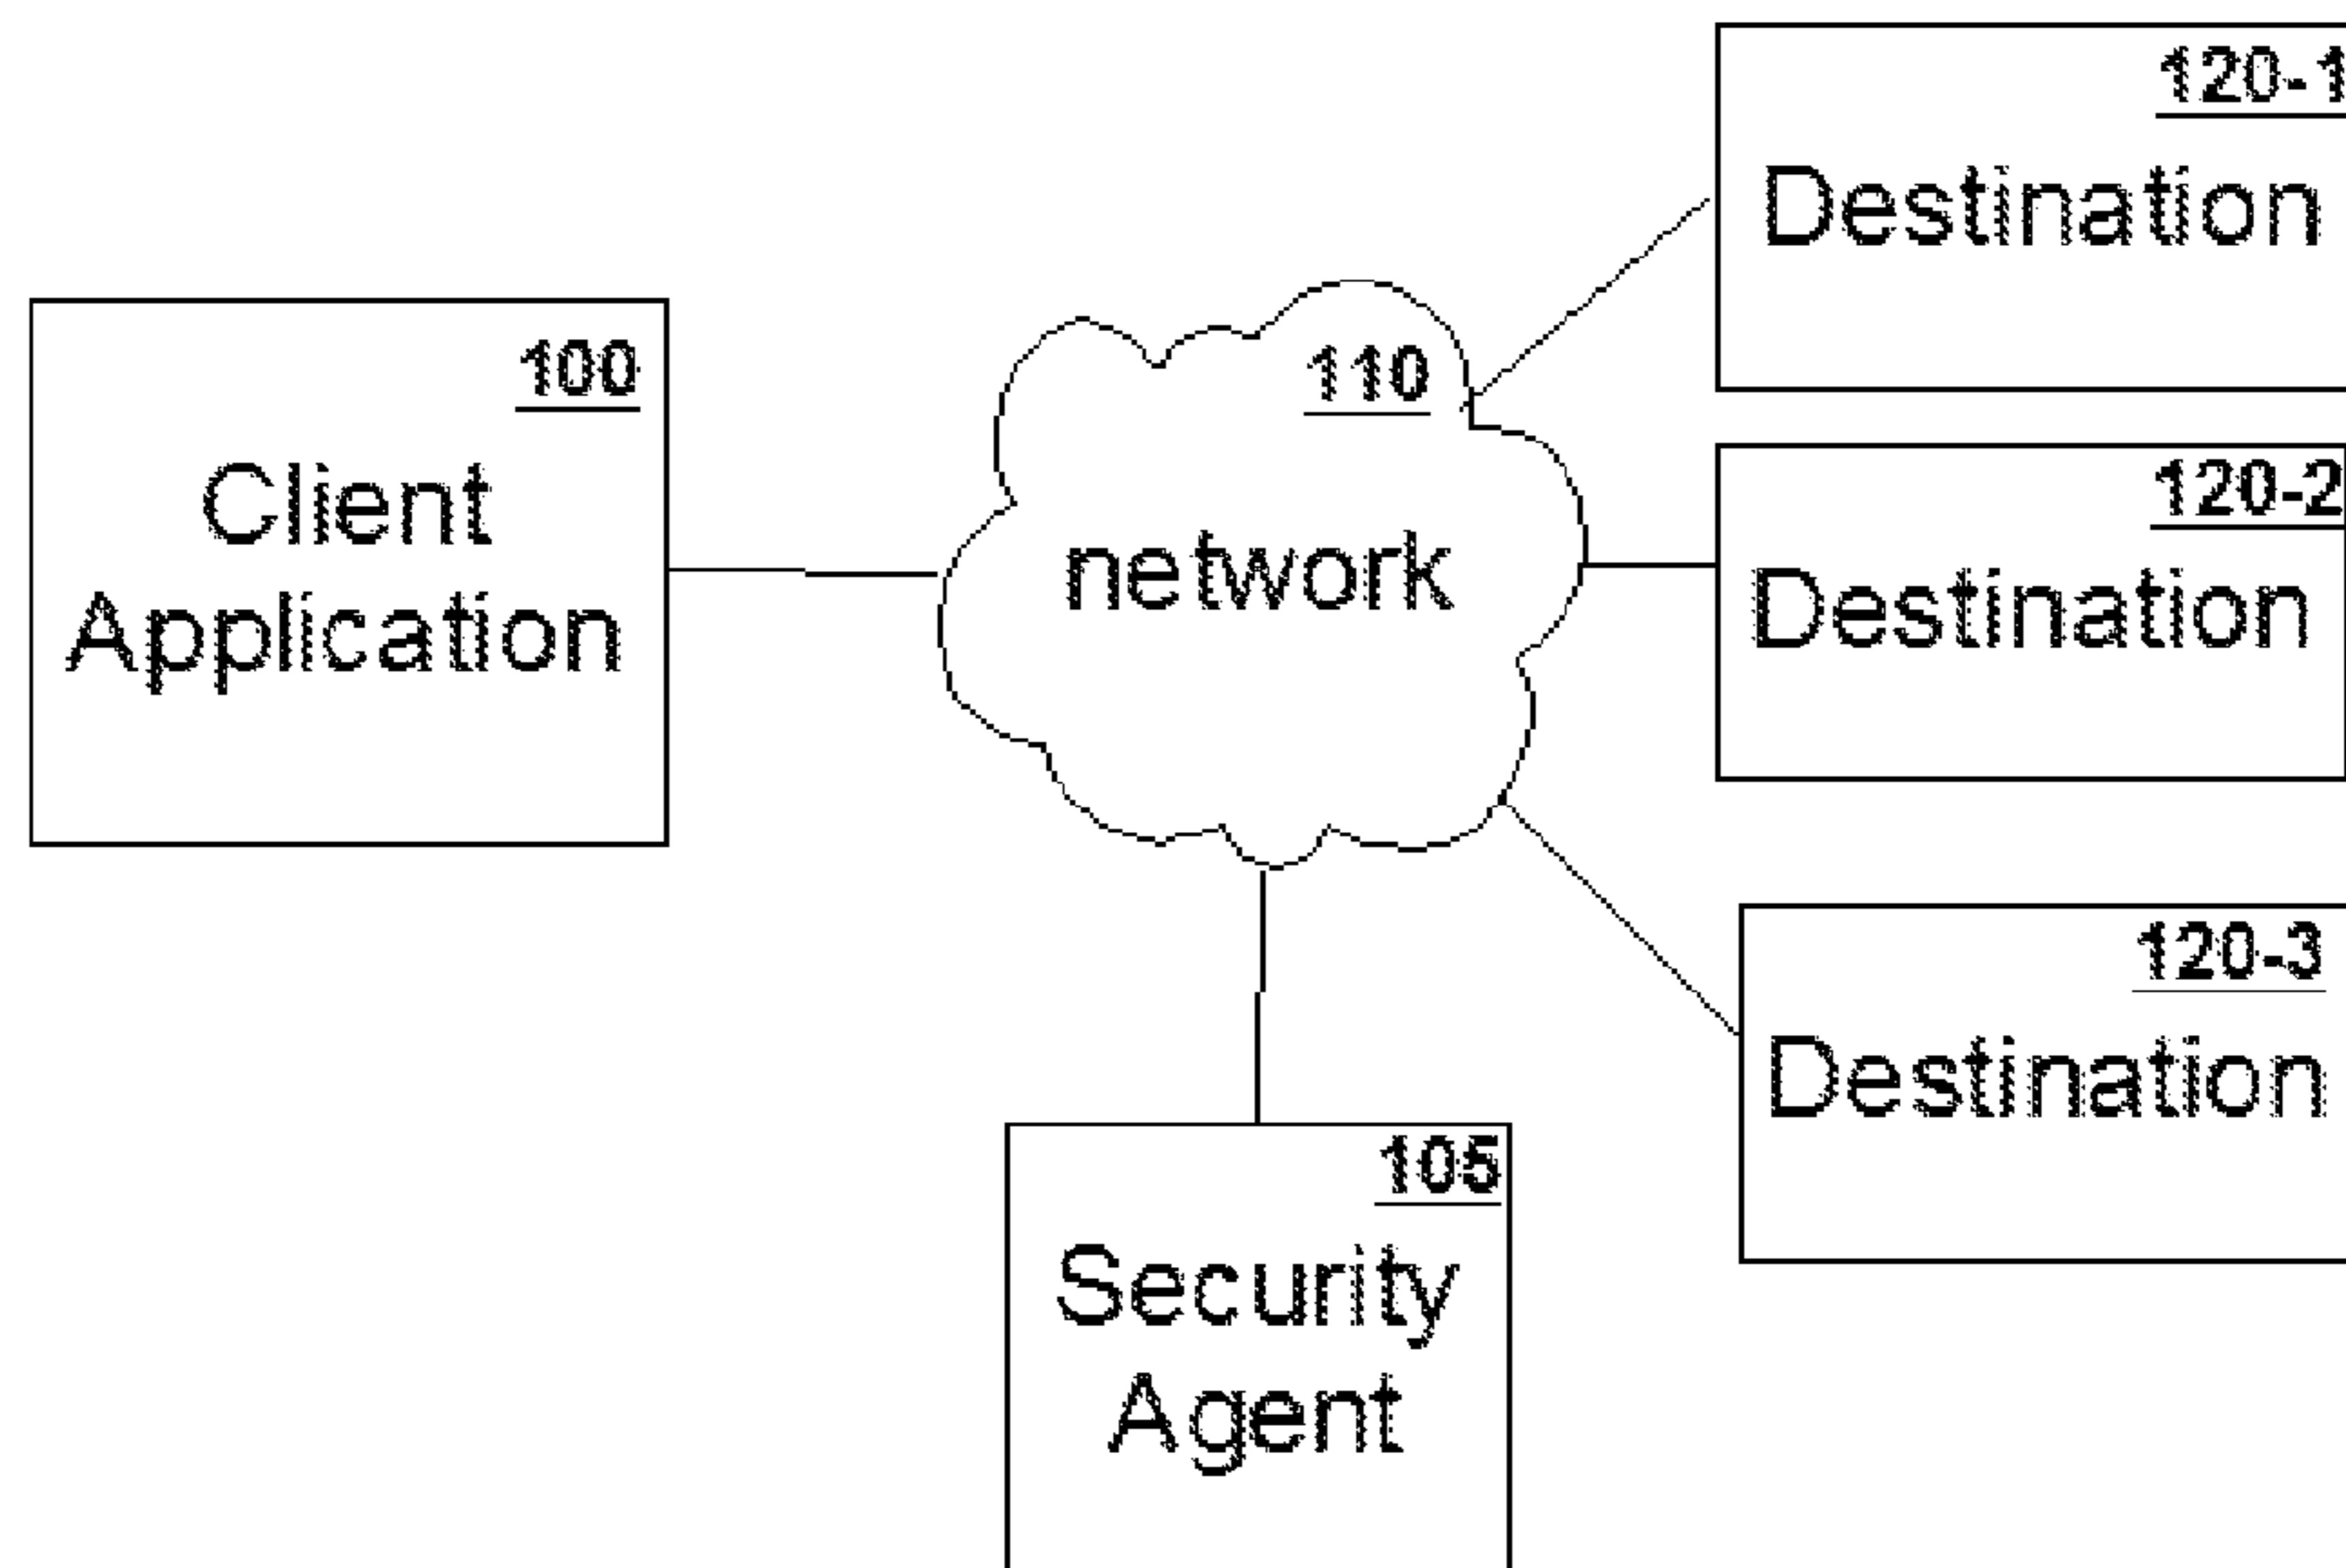 100
Client
Application
110
network
120-1
Destination
120-2
Destination
120-3
Destination
105
Security
Agent